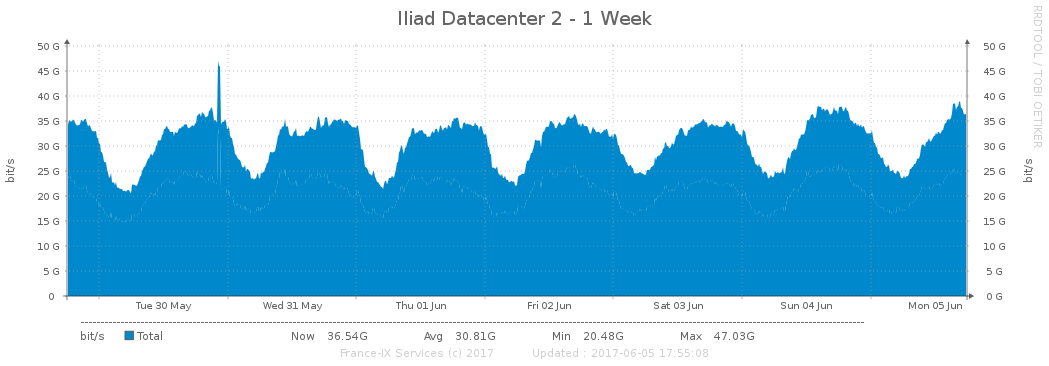 Iliad Datacenter 2 - 1 Week
RRDTOOL / TOBI OETIKER
bit/s
50 G
45 G
40 G
35 G
30 G
25 G
20 G
15 G
10 G
5 G
0
50 G
45 G
40 G
35 G
30 G
25 G
20 G
15 G
10 G
5 G
0 G
bit/s
Tue 30 May Wed 31 May Thu 01 Jun Fri 02 Jun Sat 03 Jun Sun 04 Jun Mon 05 Jun
bit/s Total Now 36.54G Avg 30.81G Min 20.48G Max 47.03G
France-IX Services (c) 2017 Updated : 2017-06-05 17:55:08